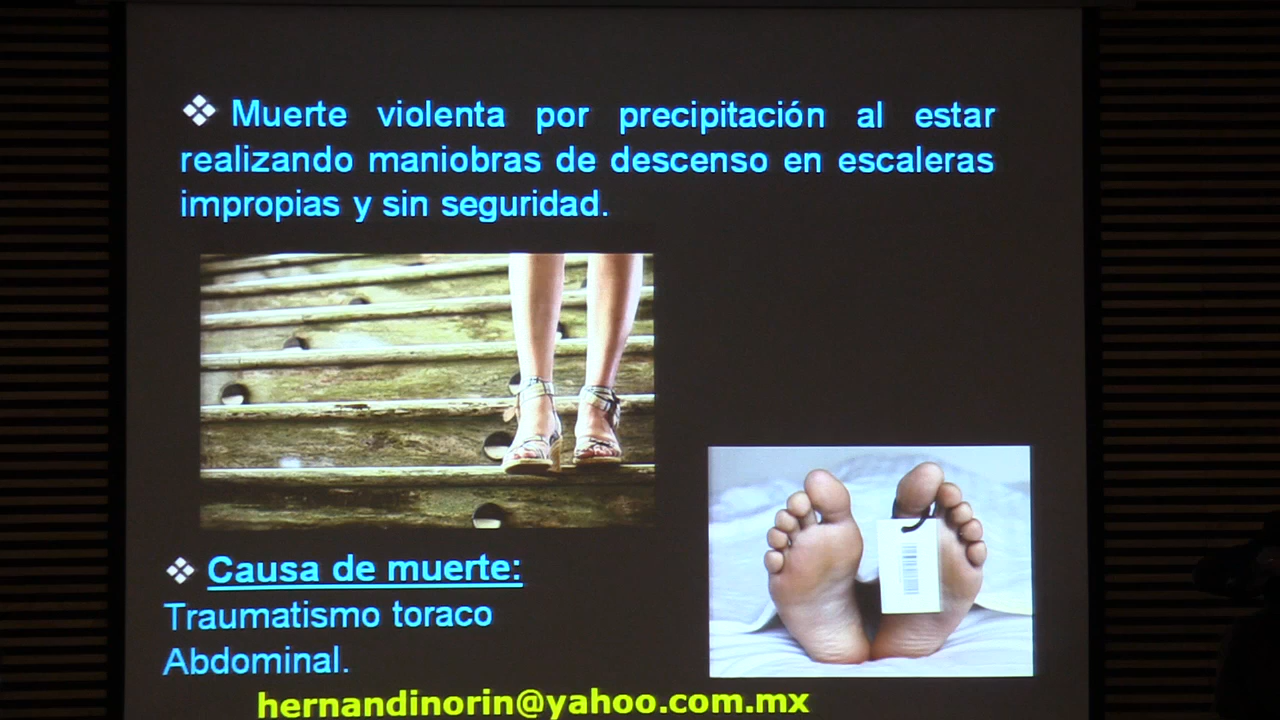 Muerte violenta por precipitación al estar
realizando maniobras de descenso en escaleras
impropias y sin seguridad.
Causa de muerte:
Traumatismo toraco
Abdominal.
hernandinorin@yahoo.com.mx